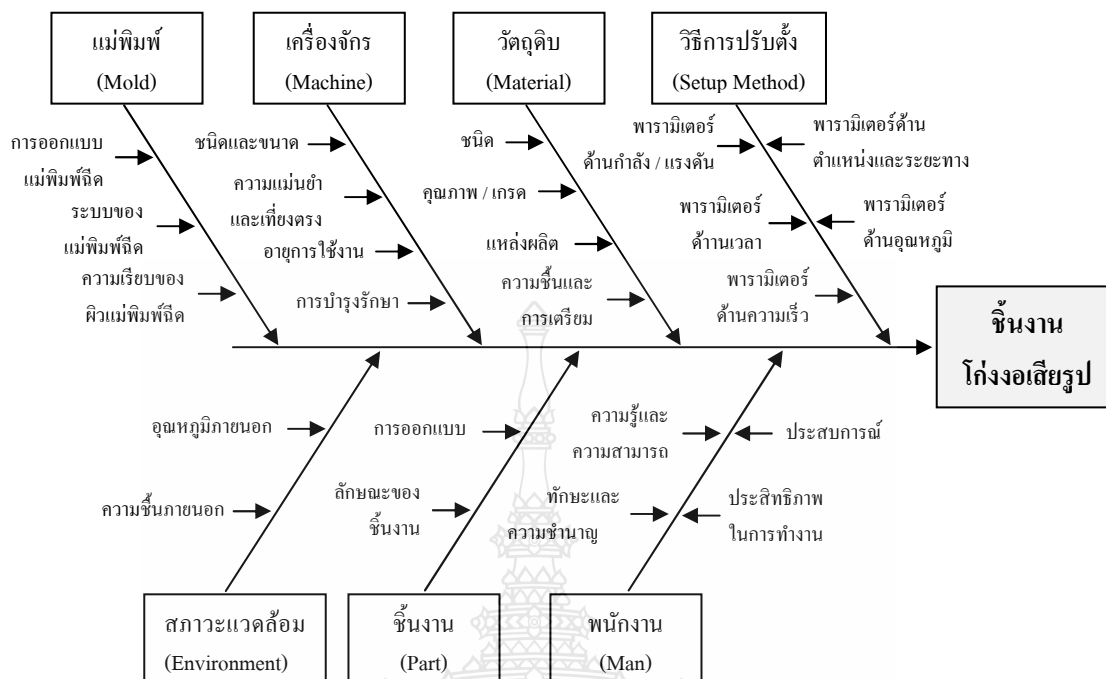 แม่พิมพ์
(Mold)
เครื่องจักร
(Machine)
วัตถุดิบ
(Material)
วิธีการปรับตั้ง
(Setup Method)
การออกแบบ
แม่พิมพ์ฉีด
ระบบของ
แม่พิมพ์ฉีด
ความเรียบของ
ผิวแม่พิมพ์ฉีด
ชนิดและขนาด
ความแม่นยำ
และเที่ยงตรง
อายุการใช้งาน
การบำรุงรักษา
ชนิด
คุณภาพ / เกรด
แหล่งผลิต
ความชื้นและ
การเตรียม
พารามิเตอร์
ด้านกำลัง / แรงดัน
พารามิเตอร์ด้าน
ตำแหน่งและระยะทาง
พารามิเตอร์
ด้าานเวลา
พารามิเตอร์
ด้านอุณหภูมิ
พารามิเตอร์
ด้านความเร็ว
ชิ้นงาน
โก่งงอเสียรูป
อุณหภูมิภายนอก
ความชื้นภายนอก
การออกแบบ
ลักษณะของ
ชิ้นงาน
ความรู้และ
ความสามารถ
ประสบการณ์
ทักษะและ
ความชำนาญ
ประสิทธิภาพ
ในการทำงาน
สภาวะแวดล้อม
(Environment)
ชิ้นงาน
(Part)
พนักงาน
(Man)